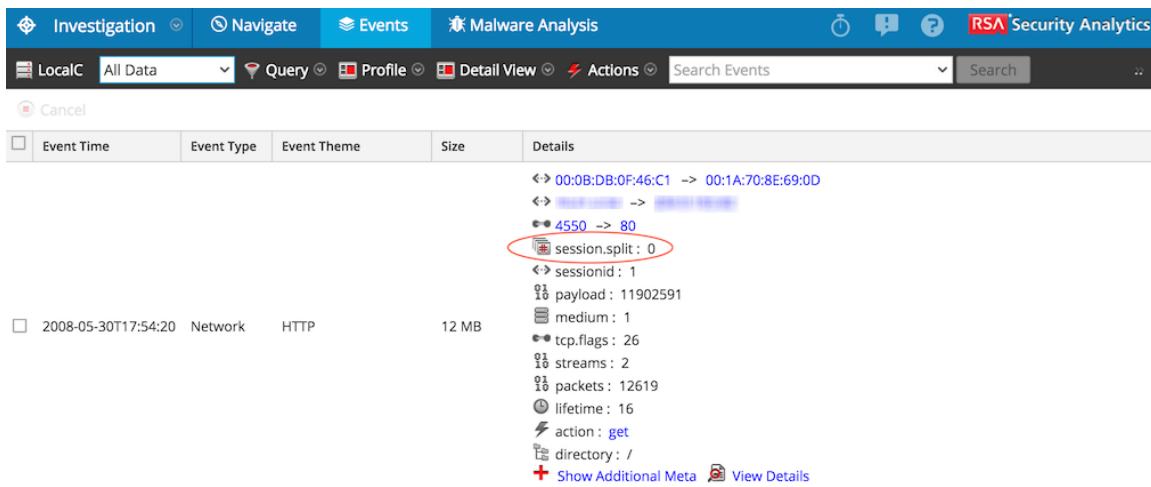 Investigation Navigate Events Malware Analysis RSA Security Analytics
LocalC All Data Query Profile Detail View Actions Search Events Search
Cancel
Event Time Event Type Event Theme Size Details
00:0B:DB:0F:46:C1 -> 00:1A:70:8E:69:0D
->
4550 -> 80
session.split : 0
sessionid : 1
payload : 11902591
medium : 1
2008-05-30T17:54:20 Network HTTP 12 MB
tcp.flags : 26
streams : 2
packets : 12619
lifetime : 16
action : get
directory : /
Show Additional Meta View Details